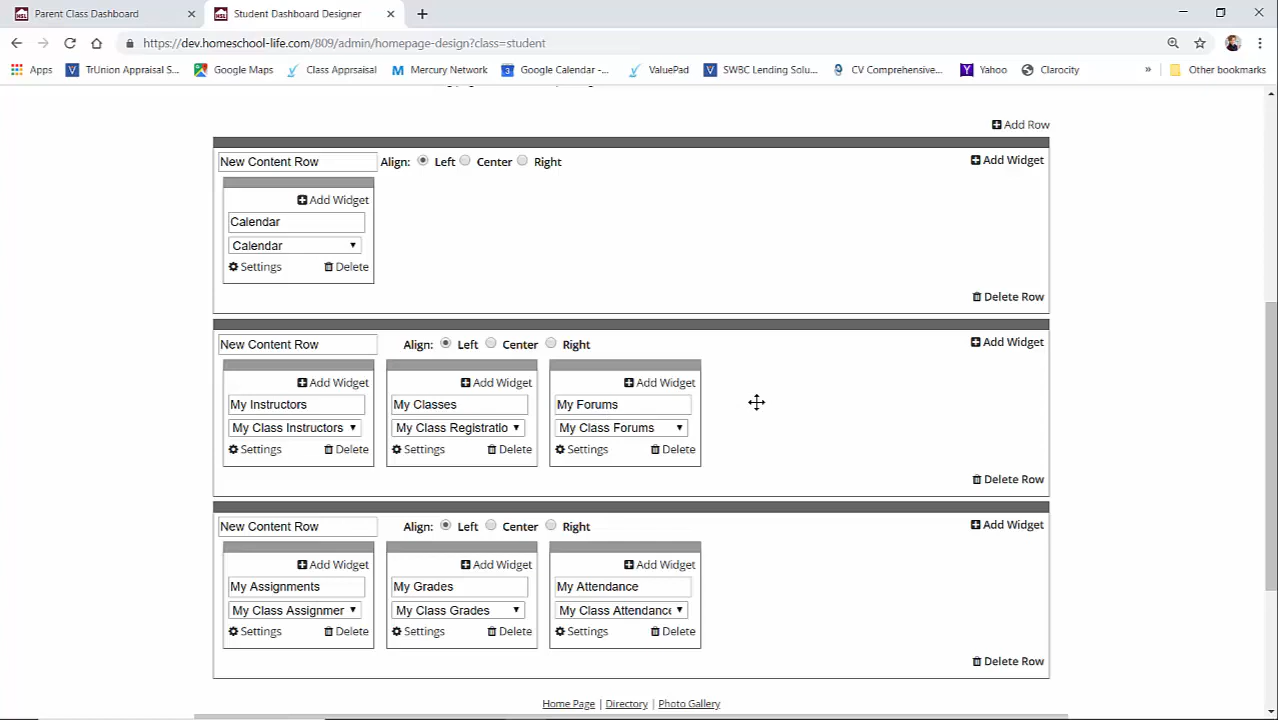 Parent Class Dashboard
Student Dashboard Designer
https://dev.homeschool-life.com/809/admin/homepage-design?class=student
Apps TrUnion Appraisal S... Google Maps Class Appraisal Mercury Network Google Calendar -... ValuePad SWBC Lending Solu... CV Comprehensive... Yahoo Clarocity » Other bookmarks
Add Row
New Content Row Align: Left Center Right Add Widget
Add Widget
Calendar
Calendar
Settings Delete
Delete Row
New Content Row Align: Left Center Right Add Widget
Add Widget Add Widget Add Widget
My Instructors My Classes My Forums
My Class Instructors My Class Registratio My Class Forums
Settings Delete Settings Delete Settings Delete
Delete Row
New Content Row Align: Left Center Right Add Widget
Add Widget Add Widget Add Widget
My Assignments My Grades My Attendance
My Class Assignmer My Class Grades My Class Attendance
Settings Delete Settings Delete Settings Delete
Delete Row
Home Page | Directory | Photo Gallery